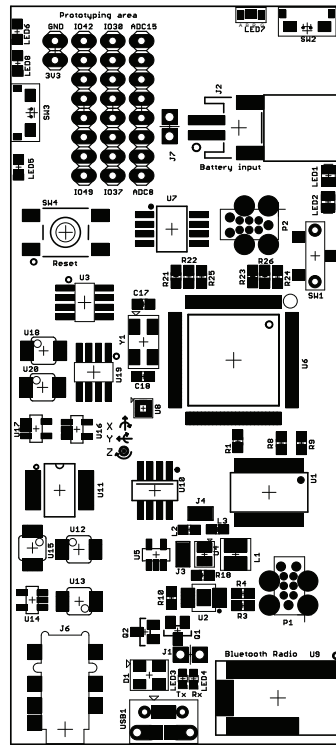 Prototyping area
GND IO42 IO30 ADC15
3V3
IO49 IO37 ADC8
LED6
LED8
SW3
LED5
LED7
SW2
J2
J7
Battery input
LED1
LED2
SW4
Reset
U7
P2
SW1
R21
R22
R25
R23
R26
R24
U3
C17
Y1
C18
U6
U18
U20
U19
U8
U17
U16
X
Y
Z
R1
R8
R9
U11
U10
U1
J4
L2
L3
U15
U12
U5
J3
U4
L1
R18
U14
U13
R10
U2
R4
R3
P1
J6
Q2
Q1
J1
Bluetooth Radio U9
D1
LED3
LED4
Tx Rx
USB1